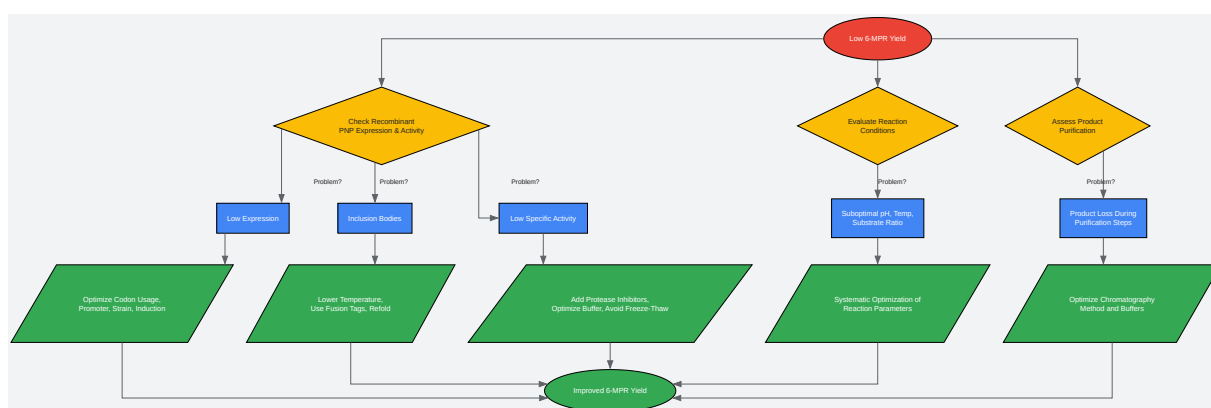 Low 6-MPR Yield
Check Recombinant
PNP Expression & Activity
Evaluate Reaction
Conditions
Assess Product
Purification
Problem?
Problem?
Problem?
Problem?
Problem?
Low Expression
Inclusion Bodies
Low Specific Activity
Suboptimal pH, Temp,
Substrate Ratio
Product Loss During
Purification Steps
Optimize Codon Usage,
Promoter, Strain, Induction
Lower Temperature,
Use Fusion Tags, Refold
Add Protease Inhibitors,
Optimize Buffer, Avoid Freeze-Thaw
Systematic Optimization of
Reaction Parameters
Optimize Chromatography
Method and Buffers
Improved 6-MPR Yield